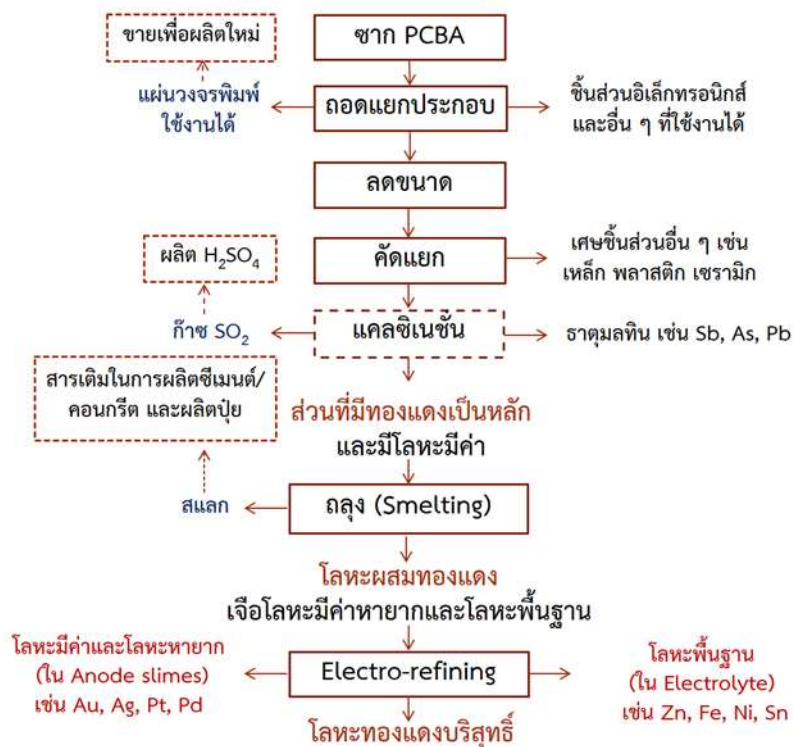 ขายเพื่อผลิตใหม่
ซาก PCBA
แผ่นวงจรพิมพ์
ใช้งานได้
ถอดแยกประกอบ
ชิ้นส่วนอิเล็กทรอนิกส์
และอื่น ๆ ที่ใช้งานได้
ลดขนาด
ผลิต H₂SO₄
คัดแยก
เศษชิ้นส่วนอื่น ๆ เช่น
เหล็ก พลาสติก เซรามิก
ก๊าซ SO₂
แคลซิเนชั่น
ธาตุมลทิน เช่น Sb, As, Pb
สารเติมในการผลิตซีเมนต์/
คอนกรีต และผลิตปุ๋ย
ส่วนที่มีทองแดงเป็นหลัก
และมีโลหะมีค่า
สแลก
ถลุง (Smelting)
โลหะผสมทองแดง
เจือโลหะมีค่าหายากและโลหะพื้นฐาน
โลหะมีค่าและโลหะหายาก
(ใน Anode slimes)
เช่น Au, Ag, Pt, Pd
Electro-refining
โลหะพื้นฐาน
(ใน Electrolyte)
เช่น Zn, Fe, Ni, Sn
โลหะทองแดงบริสุทธิ์